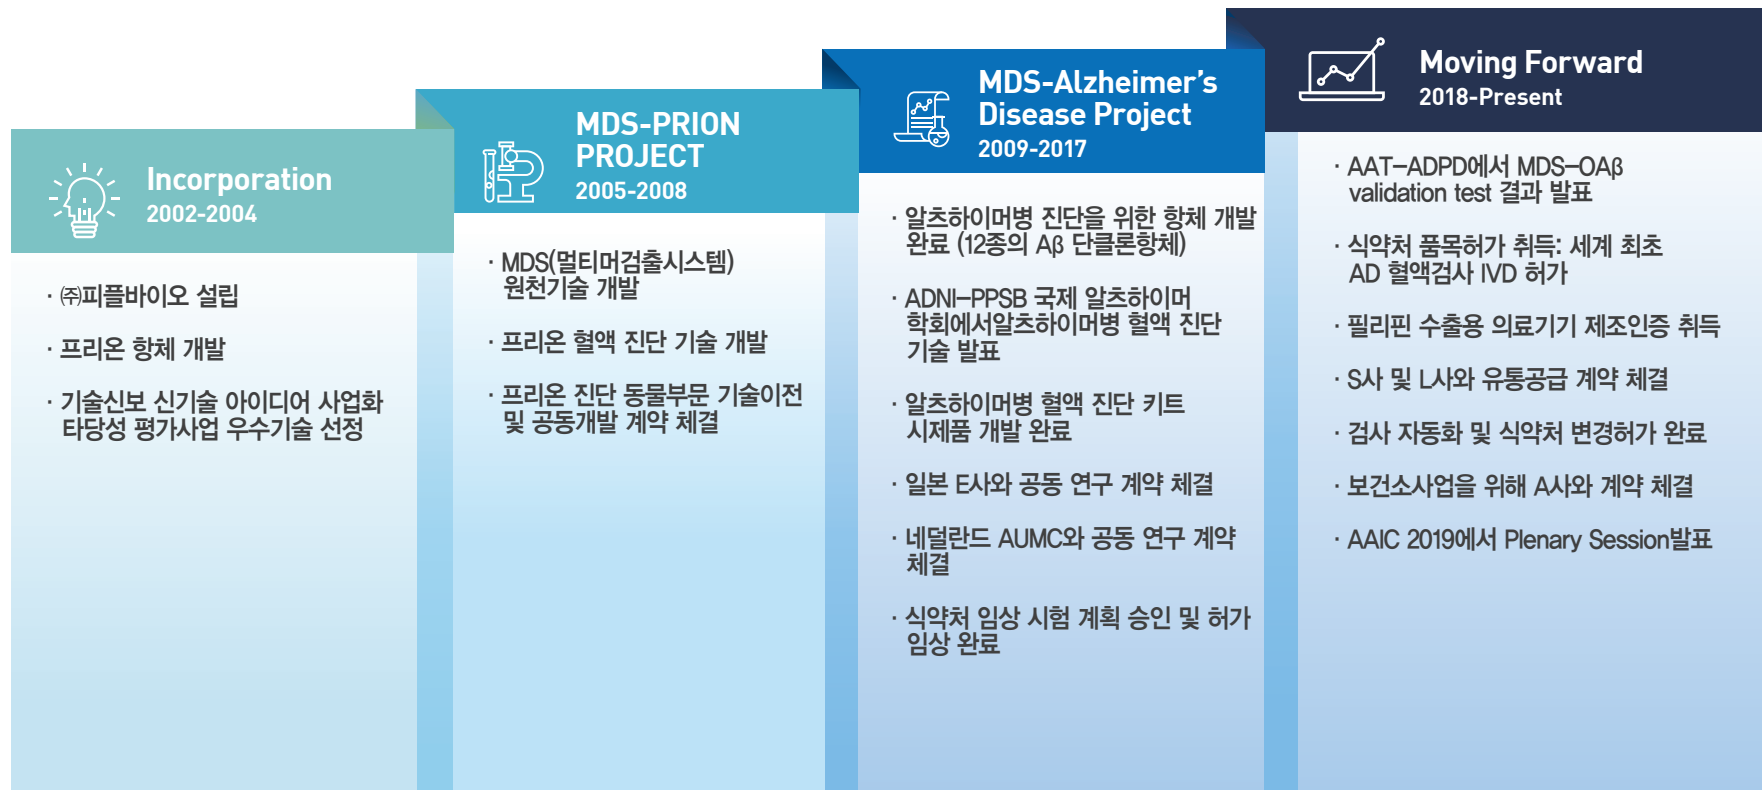 Incorporation
2002-2004
· ㈜피플바이오 설립
· 프리온 항체 개발
· 기술신보 신기술 아이디어 사업화
타당성 평가사업 우수기술 선정
MDS-PRION
PROJECT
2005-2008
· MDS(멀티머검출시스템)
원천기술 개발
· 프리온 혈액 진단 기술 개발
· 프리온 진단 동물부문 기술이전
및 공동개발 계약 체결
MDS-Alzheimer's
Disease Project
2009-2017
· 알츠하이머병 진단을 위한 항체 개발
완료 (12종의 Aβ 단클론항체)
· ADNI-PPSB 국제 알츠하이머
학회에서알츠하이머병 혈액 진단
기술 발표
· 알츠하이머병 혈액 진단 키트
시제품 개발 완료
· 일본 E사와 공동 연구 계약 체결
· 네덜란드 AUMC와 공동 연구 계약
체결
· 식약처 임상 시험 계획 승인 및 허가
임상 완료
Moving Forward
2018-Present
· AAT-ADPD에서 MDS-OAβ
validation test 결과 발표
· 식약처 품목허가 취득: 세계 최초
AD 혈액검사 IVD 허가
· 필리핀 수출용 의료기기 제조인증 취득
· S사 및 L사와 유통공급 계약 체결
· 검사 자동화 및 식약처 변경허가 완료
· 보건소사업을 위해 A사와 계약 체결
· AAIC 2019에서 Plenary Session발표